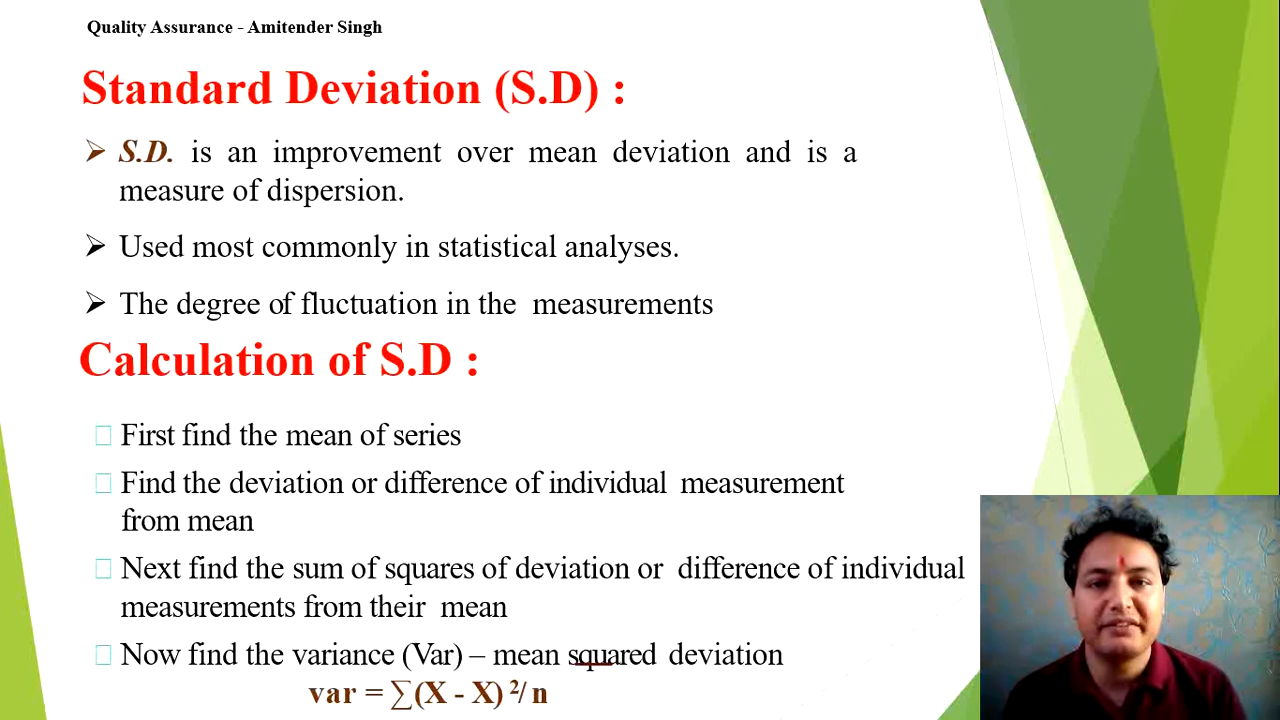 Quality Assurance - Amitender Singh
Standard Deviation (S.D) :
➢ S.D. is an improvement over mean deviation and is a
measure of dispersion.
➢ Used most commonly in statistical analyses.
➢ The degree of fluctuation in the measurements
Calculation of S.D :
First find the mean of series
Find the deviation or difference of individual measurement
from mean
Next find the sum of squares of deviation or difference of individual
measurements from their mean
Now find the variance (Var) – mean squared deviation
var = ∑(X - X) ²/ n